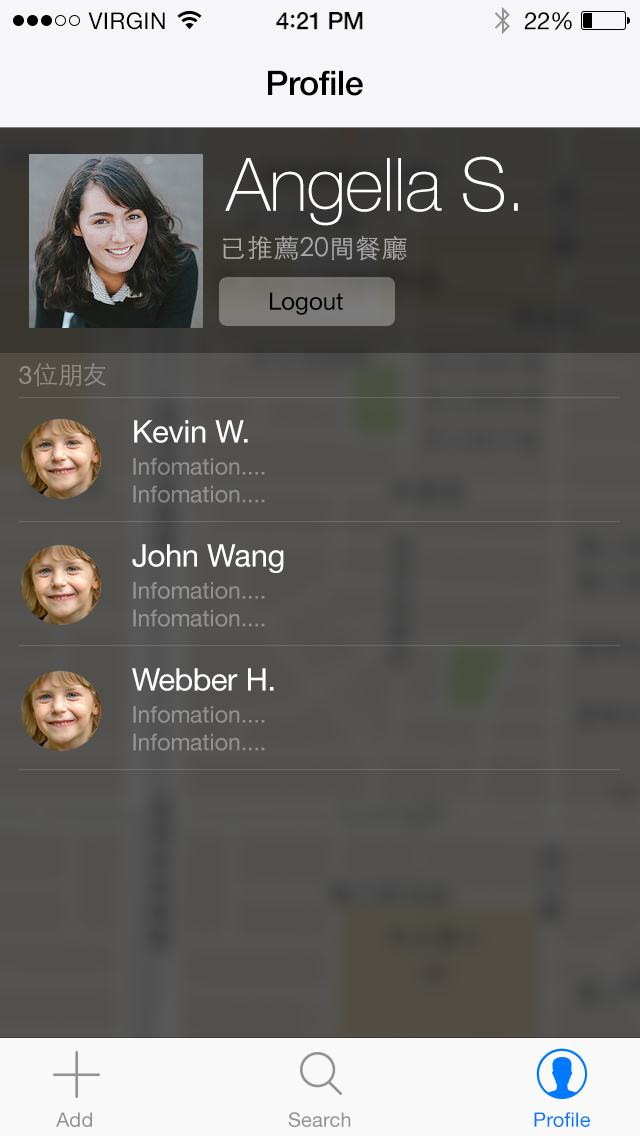 VIRGIN 4:21 PM 22%
Profile
Angella S.
已推薦20間餐廳
Logout
3位朋友
Kevin W.
Infomation....
Infomation....
John Wang
Infomation....
Infomation....
Webber H.
Infomation....
Infomation....
Add Search Profile